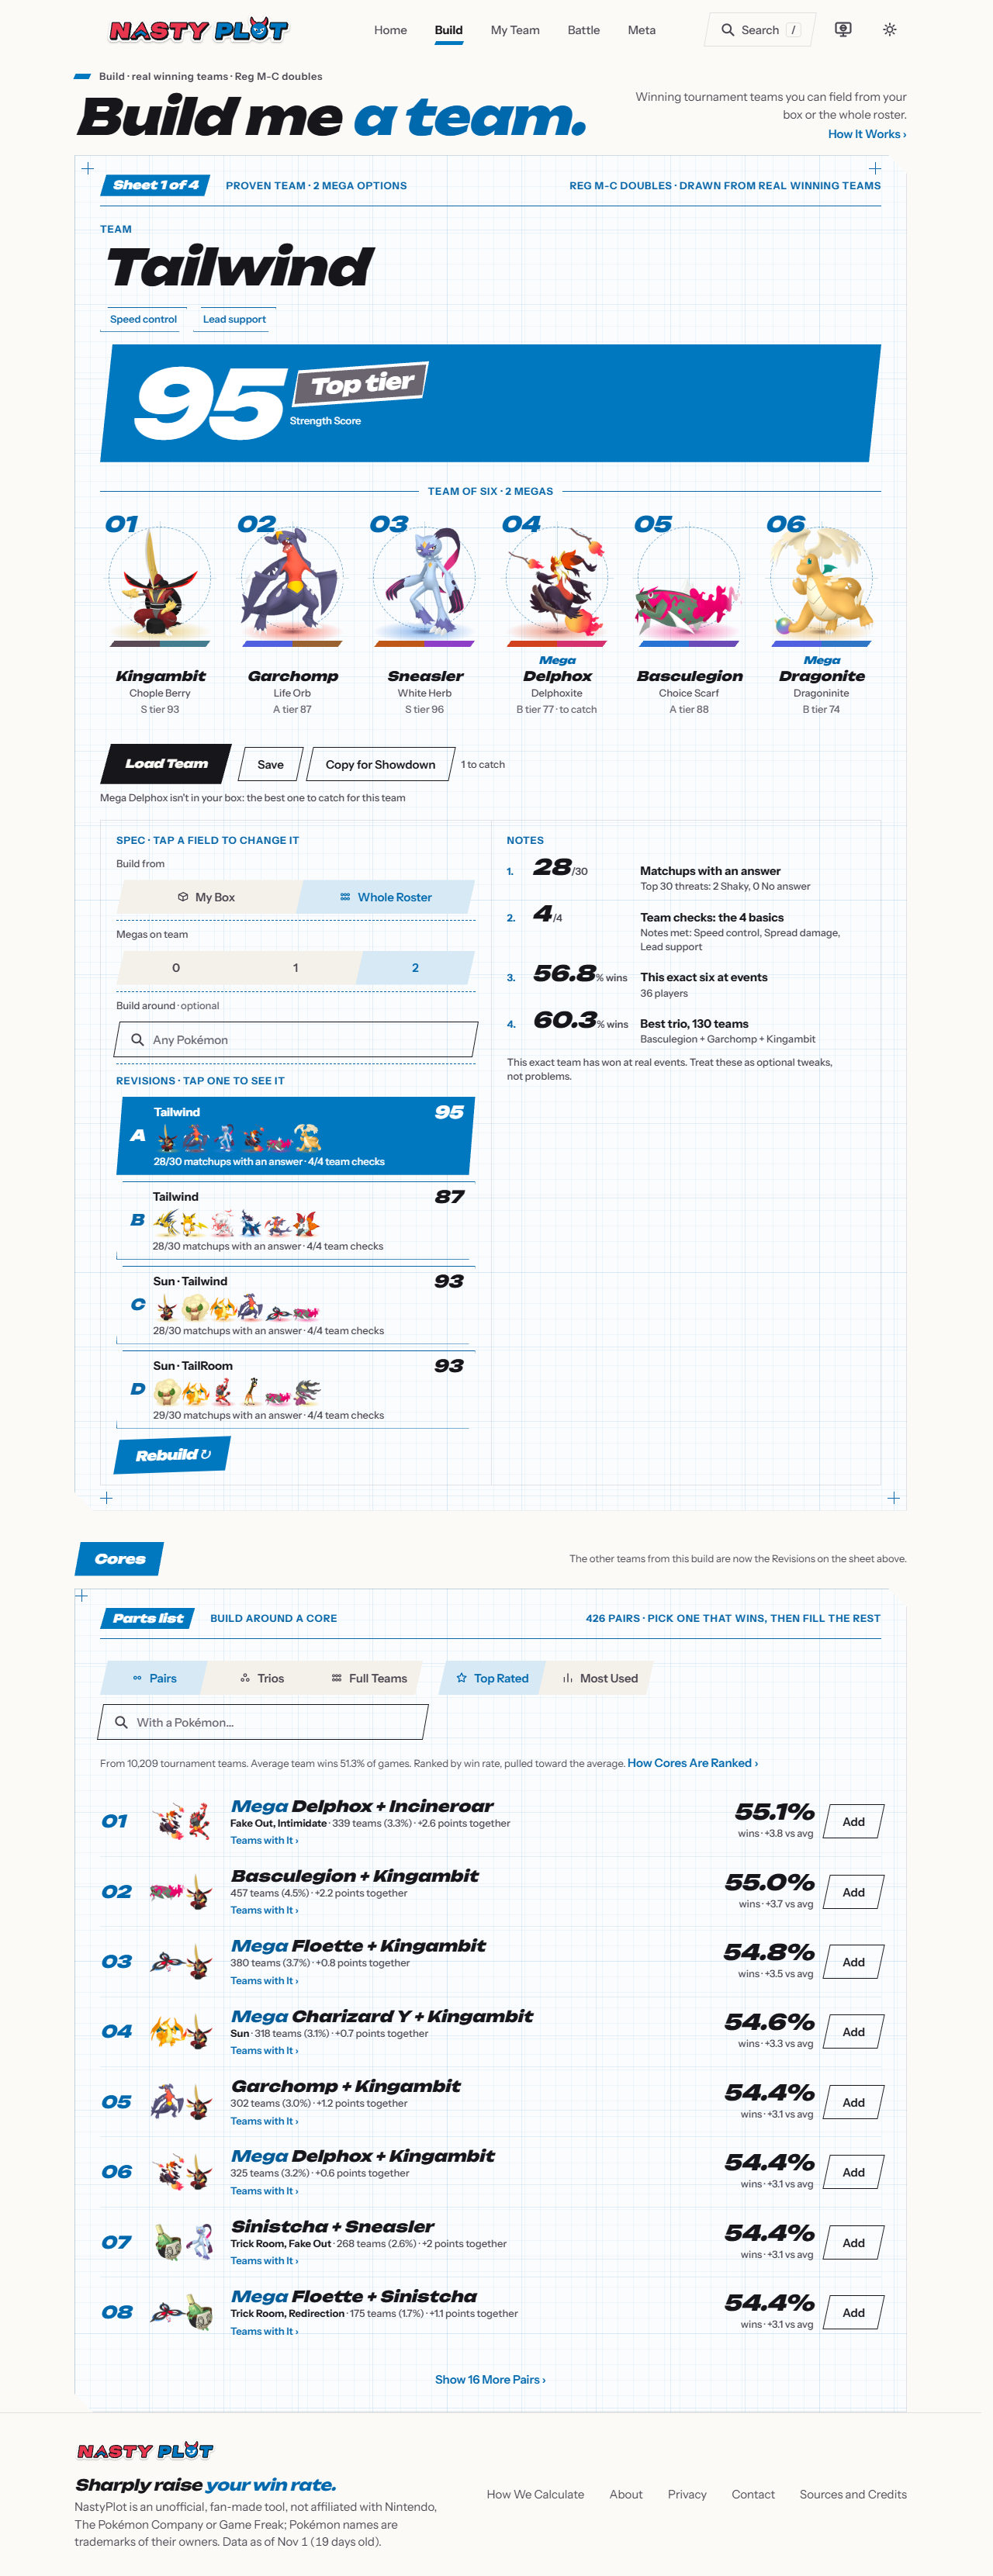 NASTY PLOT
Home
Build
My Team
Battle
Meta
Search /
Build · real winning teams · Reg M-C doubles
Build me a team.
Winning tournament teams you can field from your
box or the whole roster.
How It Works ›
Sheet 1 of 4
PROVEN TEAM · 2 MEGA OPTIONS
REG M-C DOUBLES · DRAWN FROM REAL WINNING TEAMS
TEAM
Tailwind
Speed control
Lead support
95
Top tier
Strength Score
TEAM OF SIX · 2 MEGAS
01
Kingambit
Chople Berry
S tier 93
02
Garchomp
Life Orb
A tier 87
03
Sneasler
White Herb
S tier 96
04
Mega
Delphox
Delphoxite
B tier 77 · to catch
05
Basculegion
Choice Scarf
A tier 88
06
Mega
Dragonite
Dragoninite
B tier 74
Load Team
Save
Copy for Showdown
1 to catch
Mega Delphox isn't in your box: the best one to catch for this team
SPEC · TAP A FIELD TO CHANGE IT
Build from
My Box
Whole Roster
Megas on team
0
1
2
Build around · optional
Any Pokémon
REVISIONS · TAP ONE TO SEE IT
A
Tailwind
95
28/30 matchups with an answer · 4/4 team checks
B
Tailwind
87
28/30 matchups with an answer · 4/4 team checks
C
Sun · Tailwind
93
28/30 matchups with an answer · 4/4 team checks
D
Sun · TailRoom
93
29/30 matchups with an answer · 4/4 team checks
Rebuild ↻
NOTES
1. 28/30 Matchups with an answer
Top 30 threats: 2 Shaky, 0 No answer
2. 4/4 Team checks: the 4 basics
Notes met: Speed control, Spread damage,
Lead support
3. 56.8% wins This exact six at events
36 players
4. 60.3% wins Best trio, 130 teams
Basculegion + Garchomp + Kingambit
This exact team has won at real events. Treat these as optional tweaks,
not problems.
Cores
The other teams from this build are now the Revisions on the sheet above.
Parts list
BUILD AROUND A CORE
426 PAIRS · PICK ONE THAT WINS, THEN FILL THE REST
Pairs
Trios
Full Teams
Top Rated
Most Used
With a Pokémon...
From 10,209 tournament teams. Average team wins 51.3% of games. Ranked by win rate, pulled toward the average. How Cores Are Ranked ›
01
Mega Delphox + Incineroar
Fake Out, Intimidate · 339 teams (3.3%) · +2.6 points together
Teams with It ›
55.1%
wins · +3.8 vs avg
Add
02
Basculegion + Kingambit
457 teams (4.5%) · +2.2 points together
Teams with It ›
55.0%
wins · +3.7 vs avg
Add
03
Mega Floette + Kingambit
380 teams (3.7%) · +0.8 points together
Teams with It ›
54.8%
wins · +3.5 vs avg
Add
04
Mega Charizard Y + Kingambit
Sun · 318 teams (3.1%) · +0.7 points together
Teams with It ›
54.6%
wins · +3.3 vs avg
Add
05
Garchomp + Kingambit
302 teams (3.0%) · +1.2 points together
Teams with It ›
54.4%
wins · +3.1 vs avg
Add
06
Mega Delphox + Kingambit
325 teams (3.2%) · +0.6 points together
Teams with It ›
54.4%
wins · +3.1 vs avg
Add
07
Sinistcha + Sneasler
Trick Room, Fake Out · 268 teams (2.6%) · +2 points together
Teams with It ›
54.4%
wins · +3.1 vs avg
Add
08
Mega Floette + Sinistcha
Trick Room, Redirection · 175 teams (1.7%) · +1.1 points together
Teams with It ›
54.4%
wins · +3.1 vs avg
Add
Show 16 More Pairs ›
NASTY PLOT
Sharply raise your win rate.
NastyPlot is an unofficial, fan-made tool, not affiliated with Nintendo,
The Pokémon Company or Game Freak; Pokémon names are
trademarks of their owners. Data as of Nov 1 (19 days old).
How We Calculate
About
Privacy
Contact
Sources and Credits